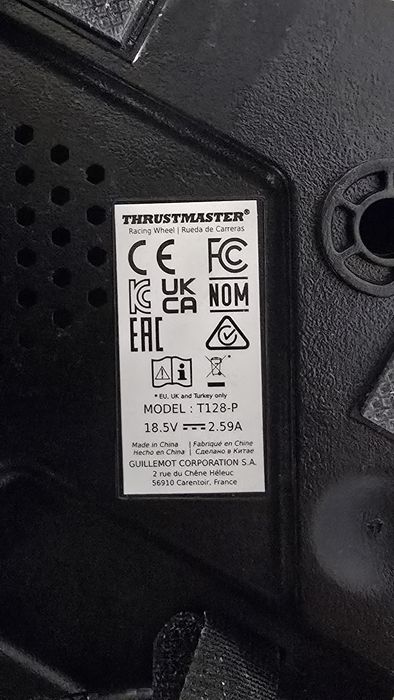 THRUSTMASTER®
Racing Wheel | Rueda de Carreras
CE FC
KC UK CA NOM
EAC
* EU, UK and Turkey only
MODEL : T128-P
18.5V ⎓ 2.59A
Made in China | Fabriqué en Chine
Hecho en China | Сделано в Китае
GUILLEMOT CORPORATION S.A.
2 rue du Chêne Héleuc
56910 Carentoir, France